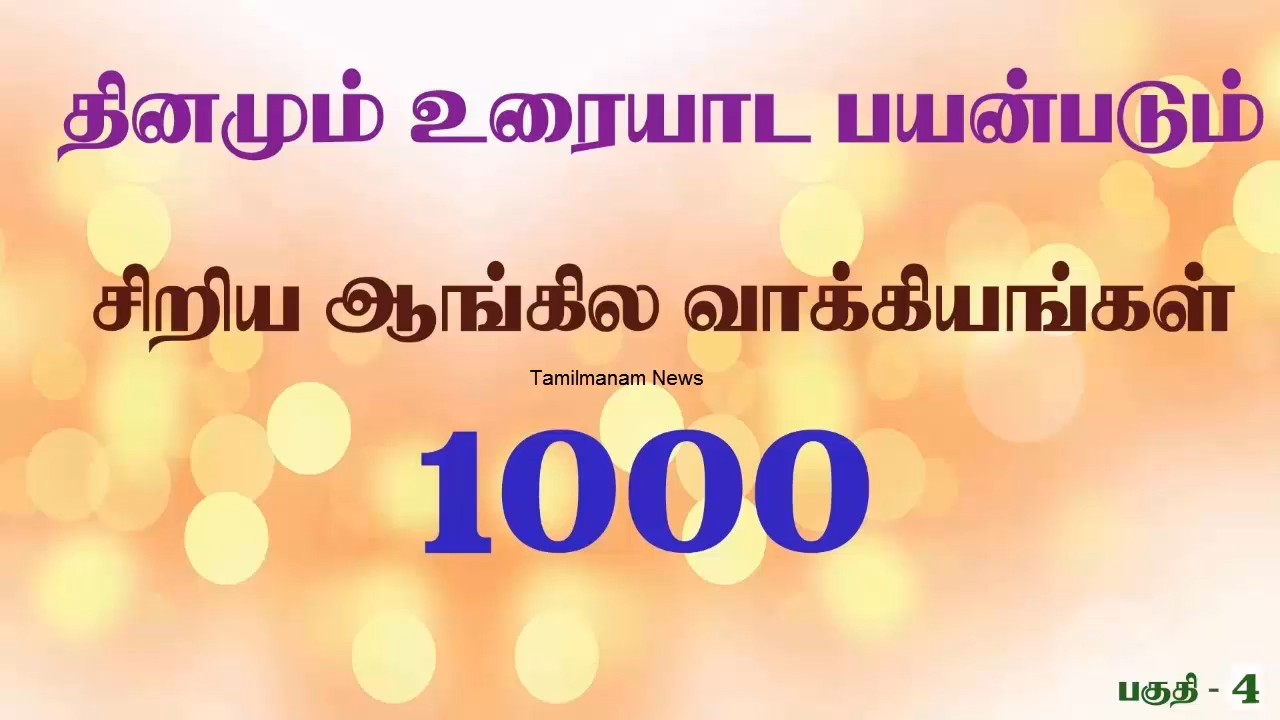 தினமும் உரையாட பயன்படும்
சிறிய ஆங்கில வாக்கியங்கள்
Tamilmanam News
1000
பகுதி - 4